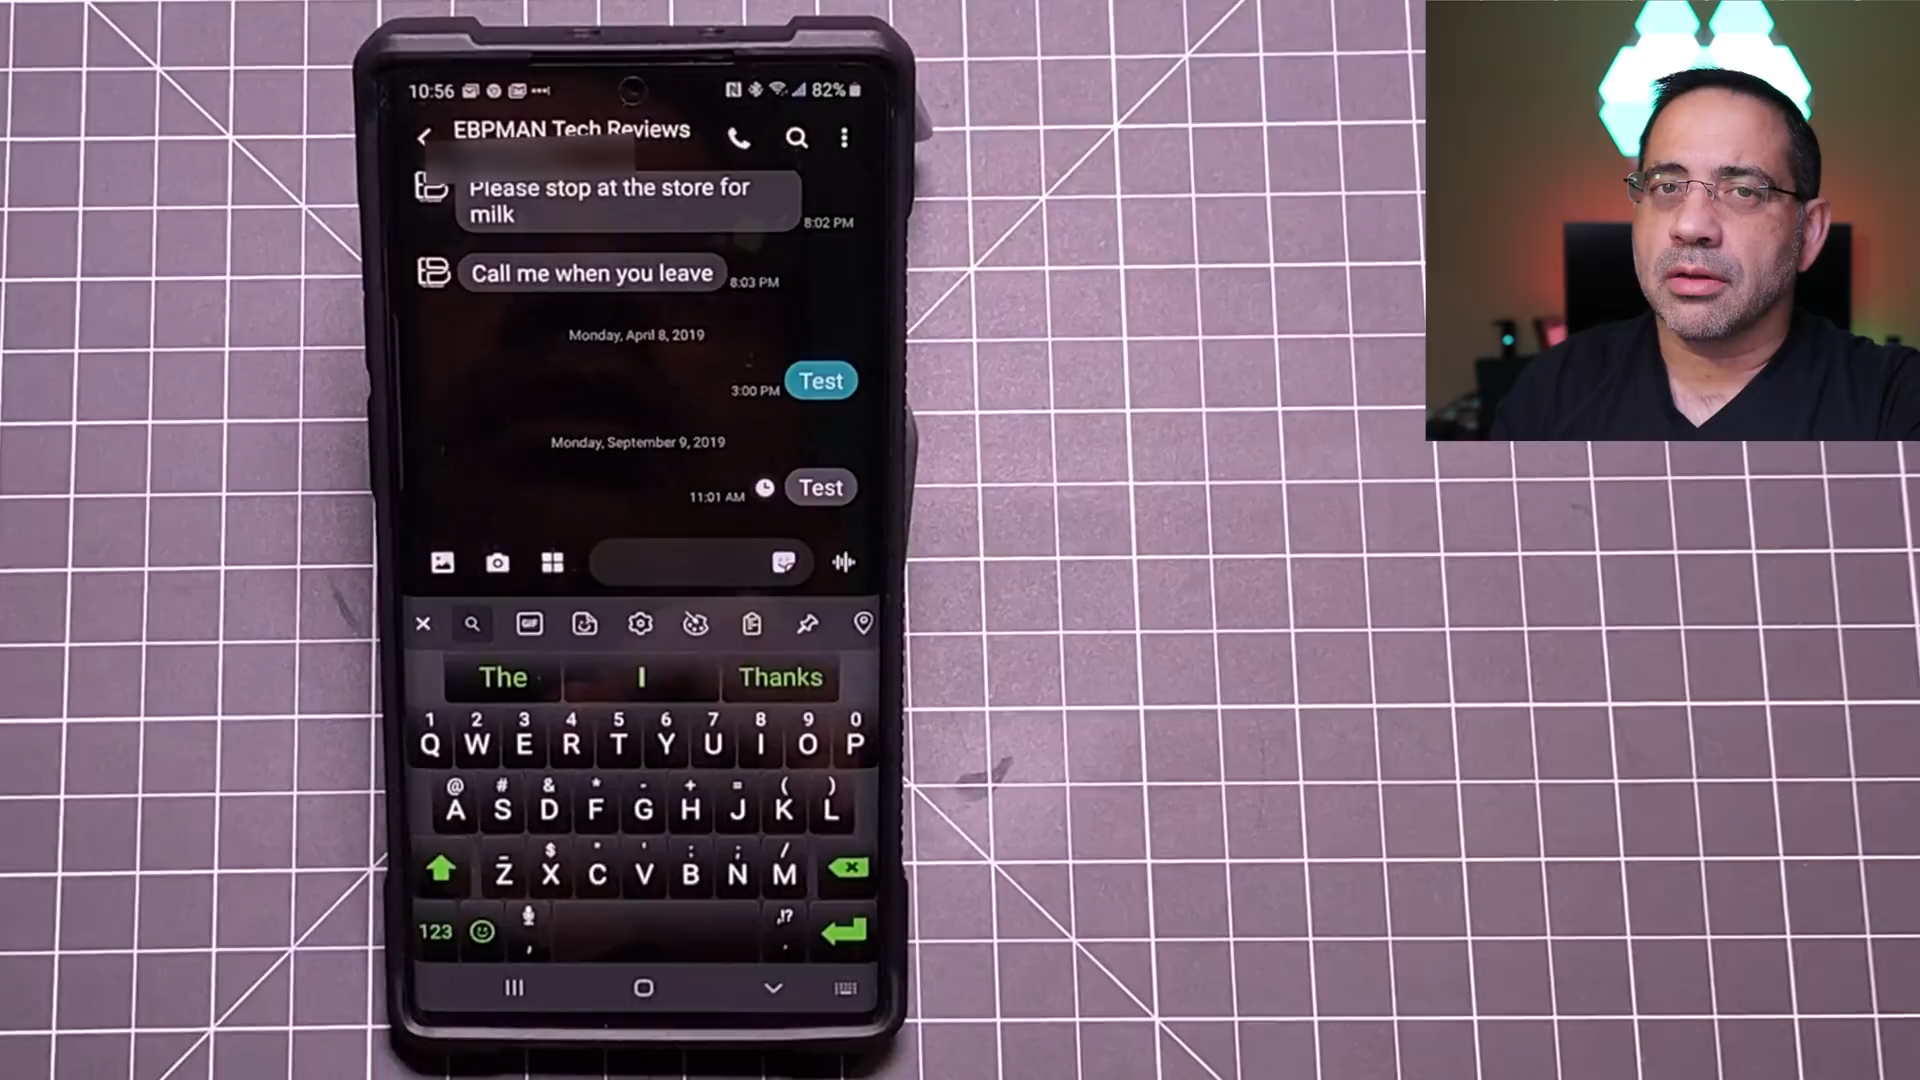 10:56 82%
EBPMAN Tech Reviews
Please stop at the store for
milk
8:02 PM
Call me when you leave
8:03 PM
Monday, April 8, 2019
3:00 PM Test
Monday, September 9, 2019
11:01 AM Test
GIF
The I Thanks
1 2 3 4 5 6 7 8 9 0
Q W E R T Y U I O P
@ # & * - + = ( )
A S D F G H J K L
$ " ' : ; /
Z X C V B N M
,!?
123 , .